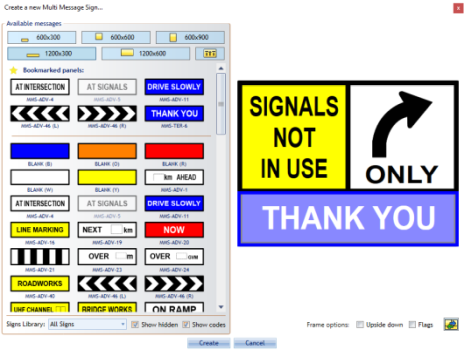 Create a new Multi Message Sign...
x
Available messages
600x300
600x600
600x900
1200x300
1200x600
Bookmarked panels:
AT INTERSECTION
AT SIGNALS
DRIVE SLOWLY
MMS-ADV-4
MMS-ADV-5
MMS-ADV-11
THANK YOU
MMS-ADV-46 (L)
MMS-ADV-46 (R)
MMS-TER-6
BLANK (B)
BLANK (O)
BLANK (R)
km AHEAD
BLANK (W)
BLANK (Y)
MMS-ADV-1
AT INTERSECTION
AT SIGNALS
DRIVE SLOWLY
MMS-ADV-4
MMS-ADV-5
MMS-ADV-11
LINE MARKING
NEXT km
NOW
MMS-ADV-16
MMS-ADV-19
MMS-ADV-20
OVER m
OVER
MMS-ADV-21
MMS-ADV-23
MMS-ADV-24
ROADWORKS
MMS-ADV-40
MMS-ADV-46 (L)
MMS-ADV-46 (R)
UHF CHANNEL
BRIDGE WORKS
ON RAMP
Signs Library:
All Signs
Show hidden
Show codes
SIGNALS
NOT
IN USE
ONLY
THANK YOU
Frame options:
Upside down
Flags
Create
Cancel